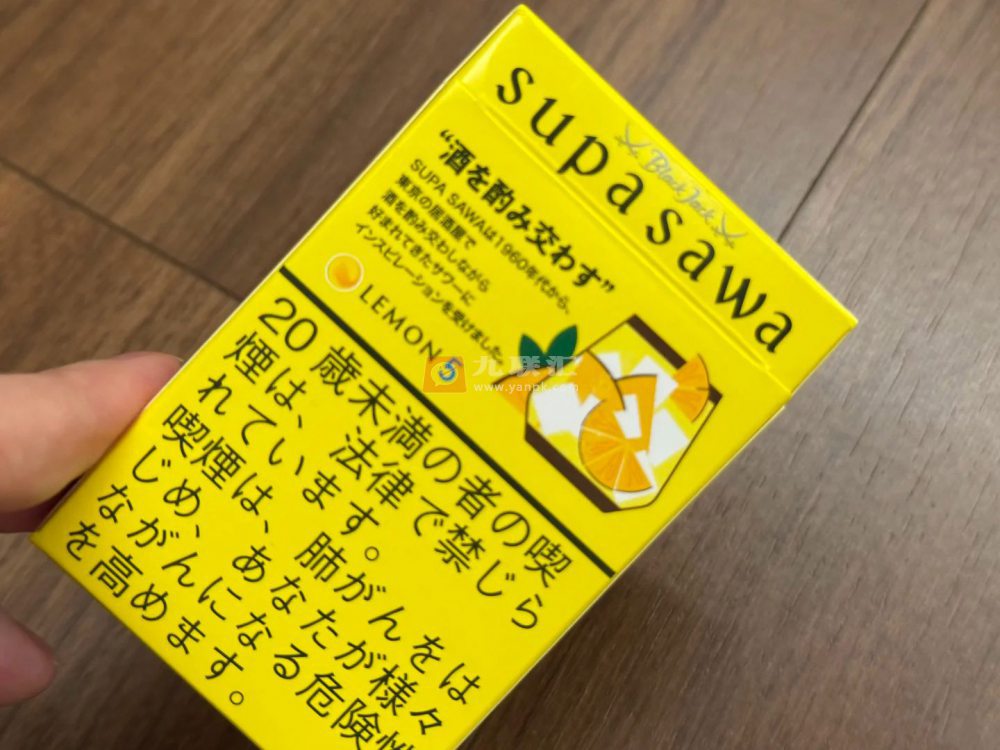 supa sawa
Black Jack
“酒を酌み交わす”
SUPA SAWAは1960年代から、
東京の居酒屋で
酒を酌み交わしながら
好まれてきたサワーに
インスピレーションを受けました。
LEMON
九联汇
www.yanpk.com
20歳未満の者の喫
煙は、法律で禁じら
れています。
喫煙は、肺がんをは
じめ、あなたが様々
ながんになる危険性
を高めます。